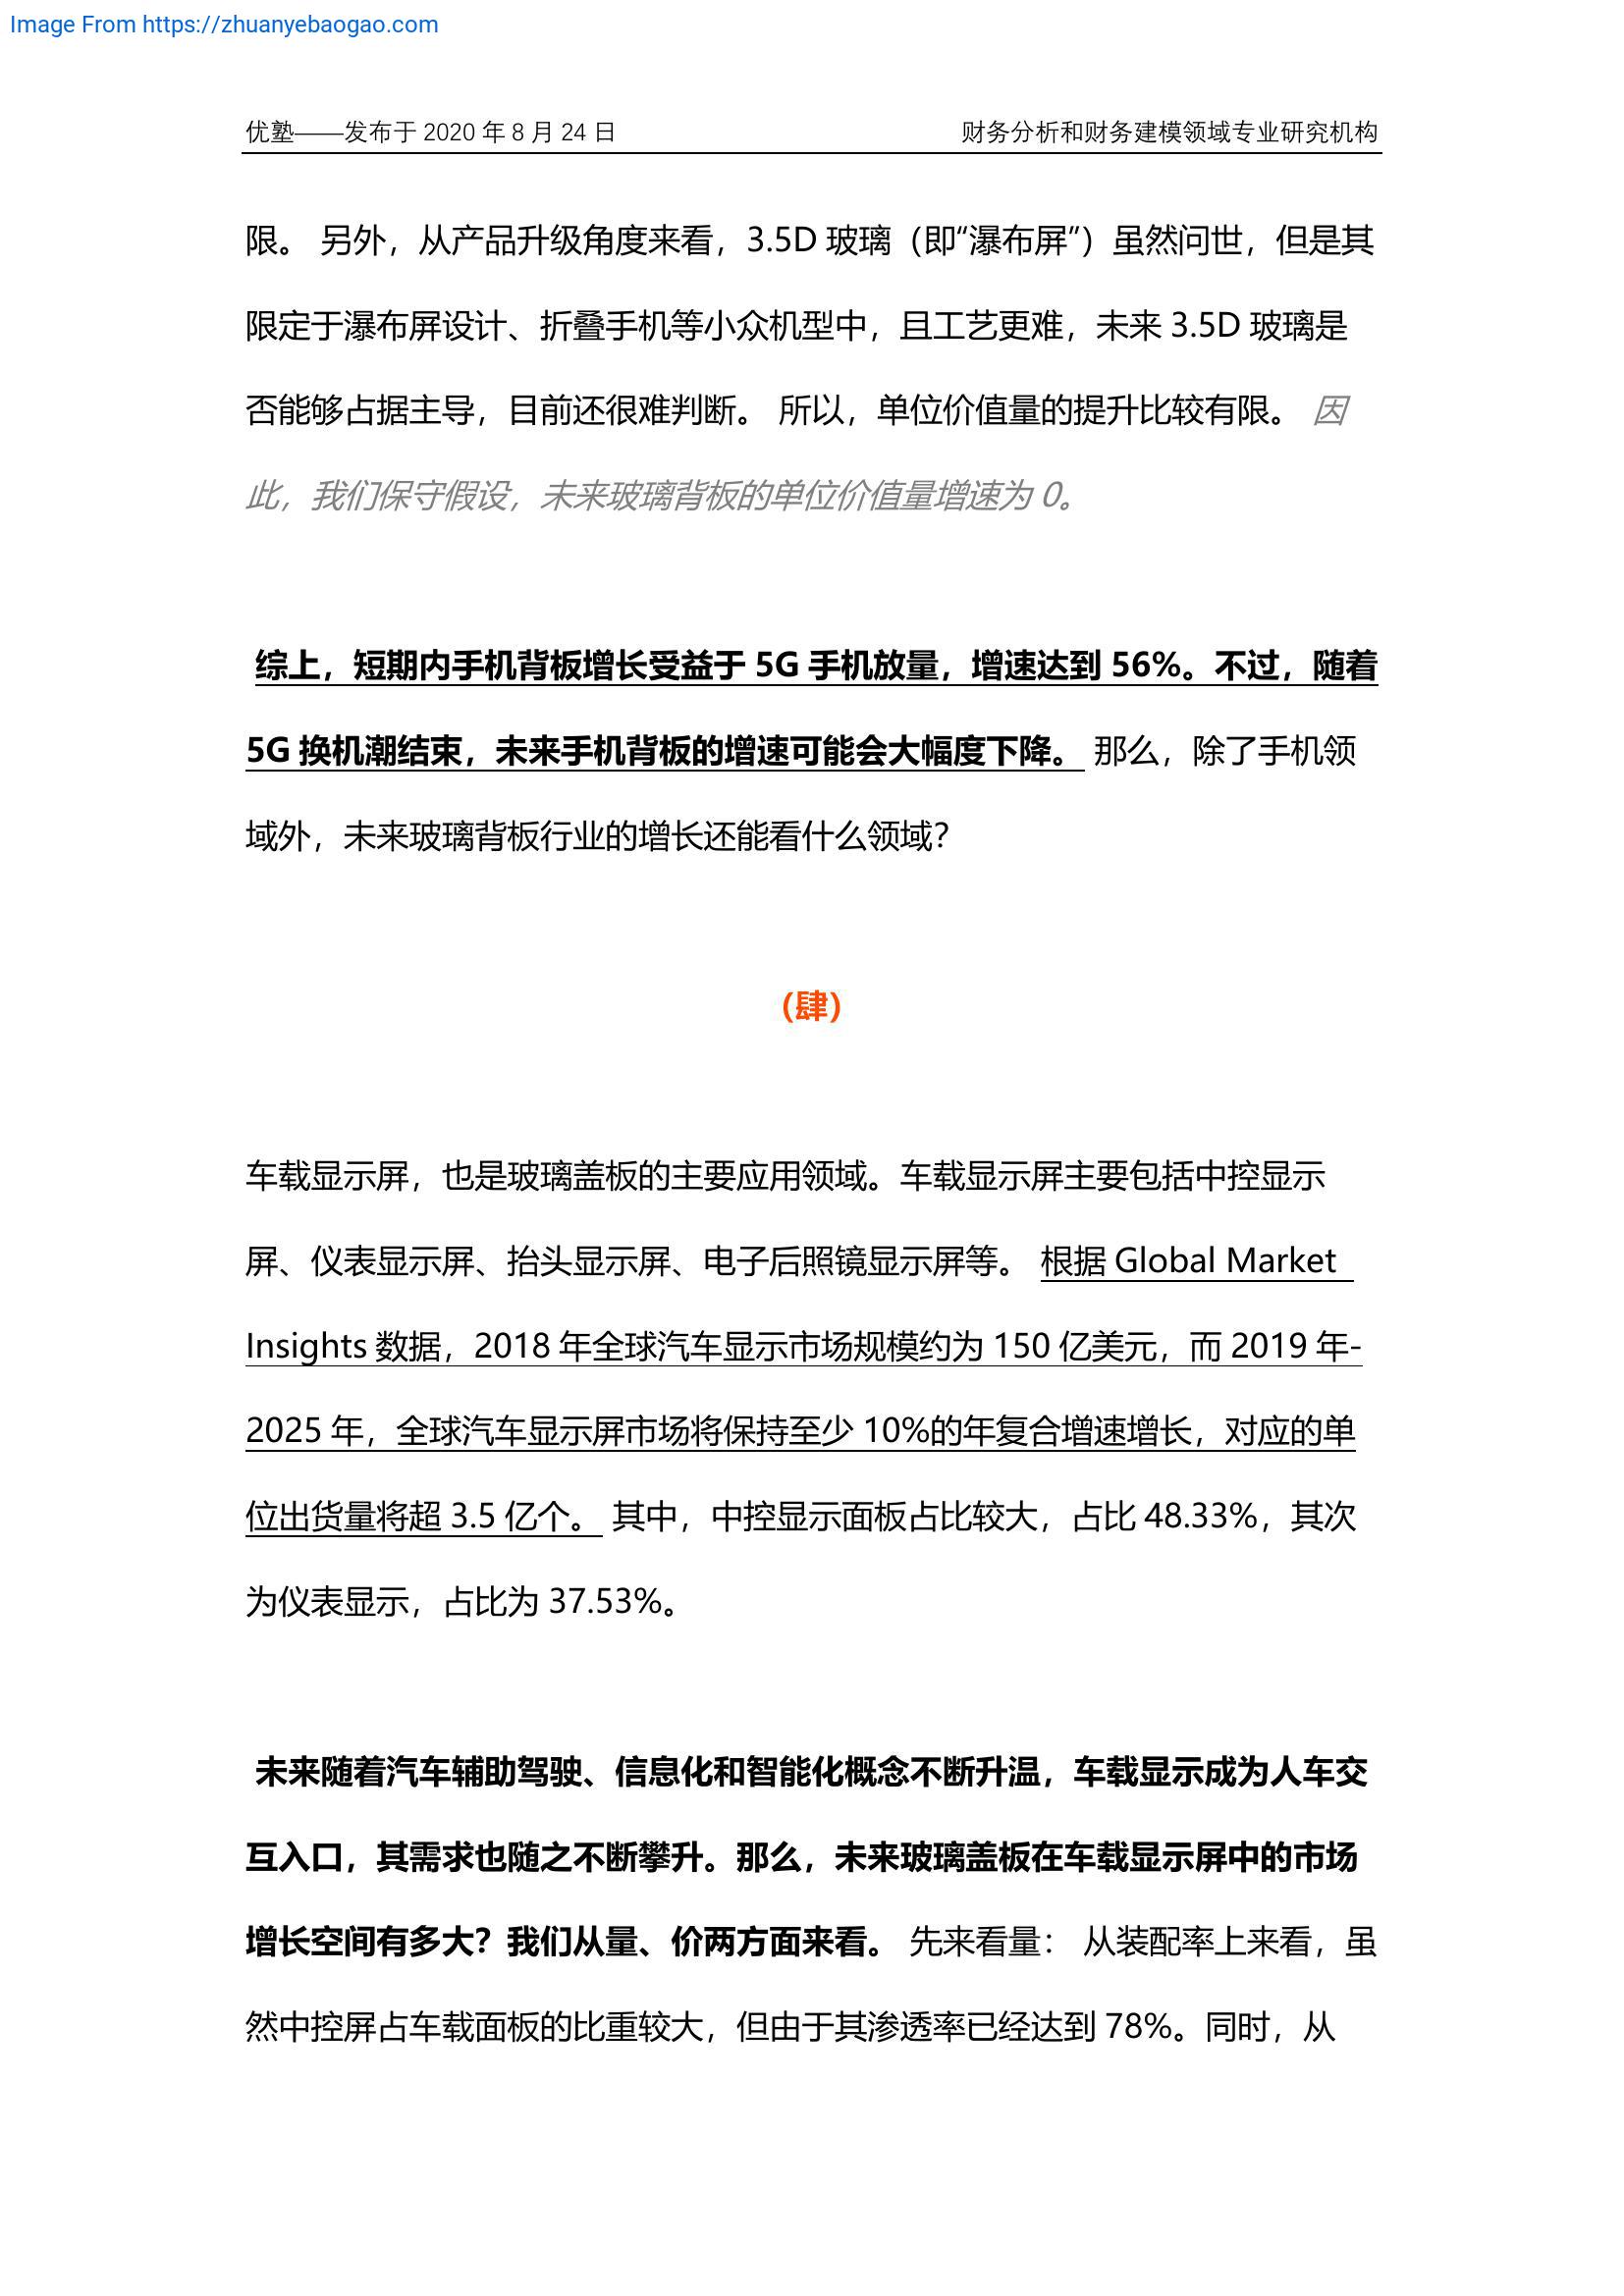 Image From https://zhuanyebaogao.com
优塾——发布于 2020 年 8 月 24 日 财务分析和财务建模领域专业研究机构
限。 另外，从产品升级角度来看，3.5D 玻璃（即“瀑布屏”）虽然问世，但是其
限定于瀑布屏设计、折叠手机等小众机型中，且工艺更难，未来 3.5D 玻璃是
否能够占据主导，目前还很难判断。 所以，单位价值量的提升比较有限。 因
此，我们保守假设，未来玻璃背板的单位价值量增速为 0。
综上，短期内手机背板增长受益于 5G 手机放量，增速达到 56%。不过，随着
5G 换机潮结束，未来手机背板的增速可能会大幅度下降。 那么，除了手机领
域外，未来玻璃背板行业的增长还能看什么领域？
（肆）
车载显示屏，也是玻璃盖板的主要应用领域。车载显示屏主要包括中控显示
屏、仪表显示屏、抬头显示屏、电子后照镜显示屏等。 根据 Global Market
Insights 数据，2018 年全球汽车显示市场规模约为 150 亿美元，而 2019 年-
2025 年，全球汽车显示屏市场将保持至少 10%的年复合增速增长，对应的单
位出货量将超 3.5 亿个。 其中，中控显示面板占比较大，占比 48.33%，其次
为仪表显示，占比为 37.53%。
未来随着汽车辅助驾驶、信息化和智能化概念不断升温，车载显示成为人车交
互入口，其需求也随之不断攀升。那么，未来玻璃盖板在车载显示屏中的市场
增长空间有多大？我们从量、价两方面来看。 先来看量： 从装配率上来看，虽
然中控屏占车载面板的比重较大，但由于其渗透率已经达到 78%。同时，从